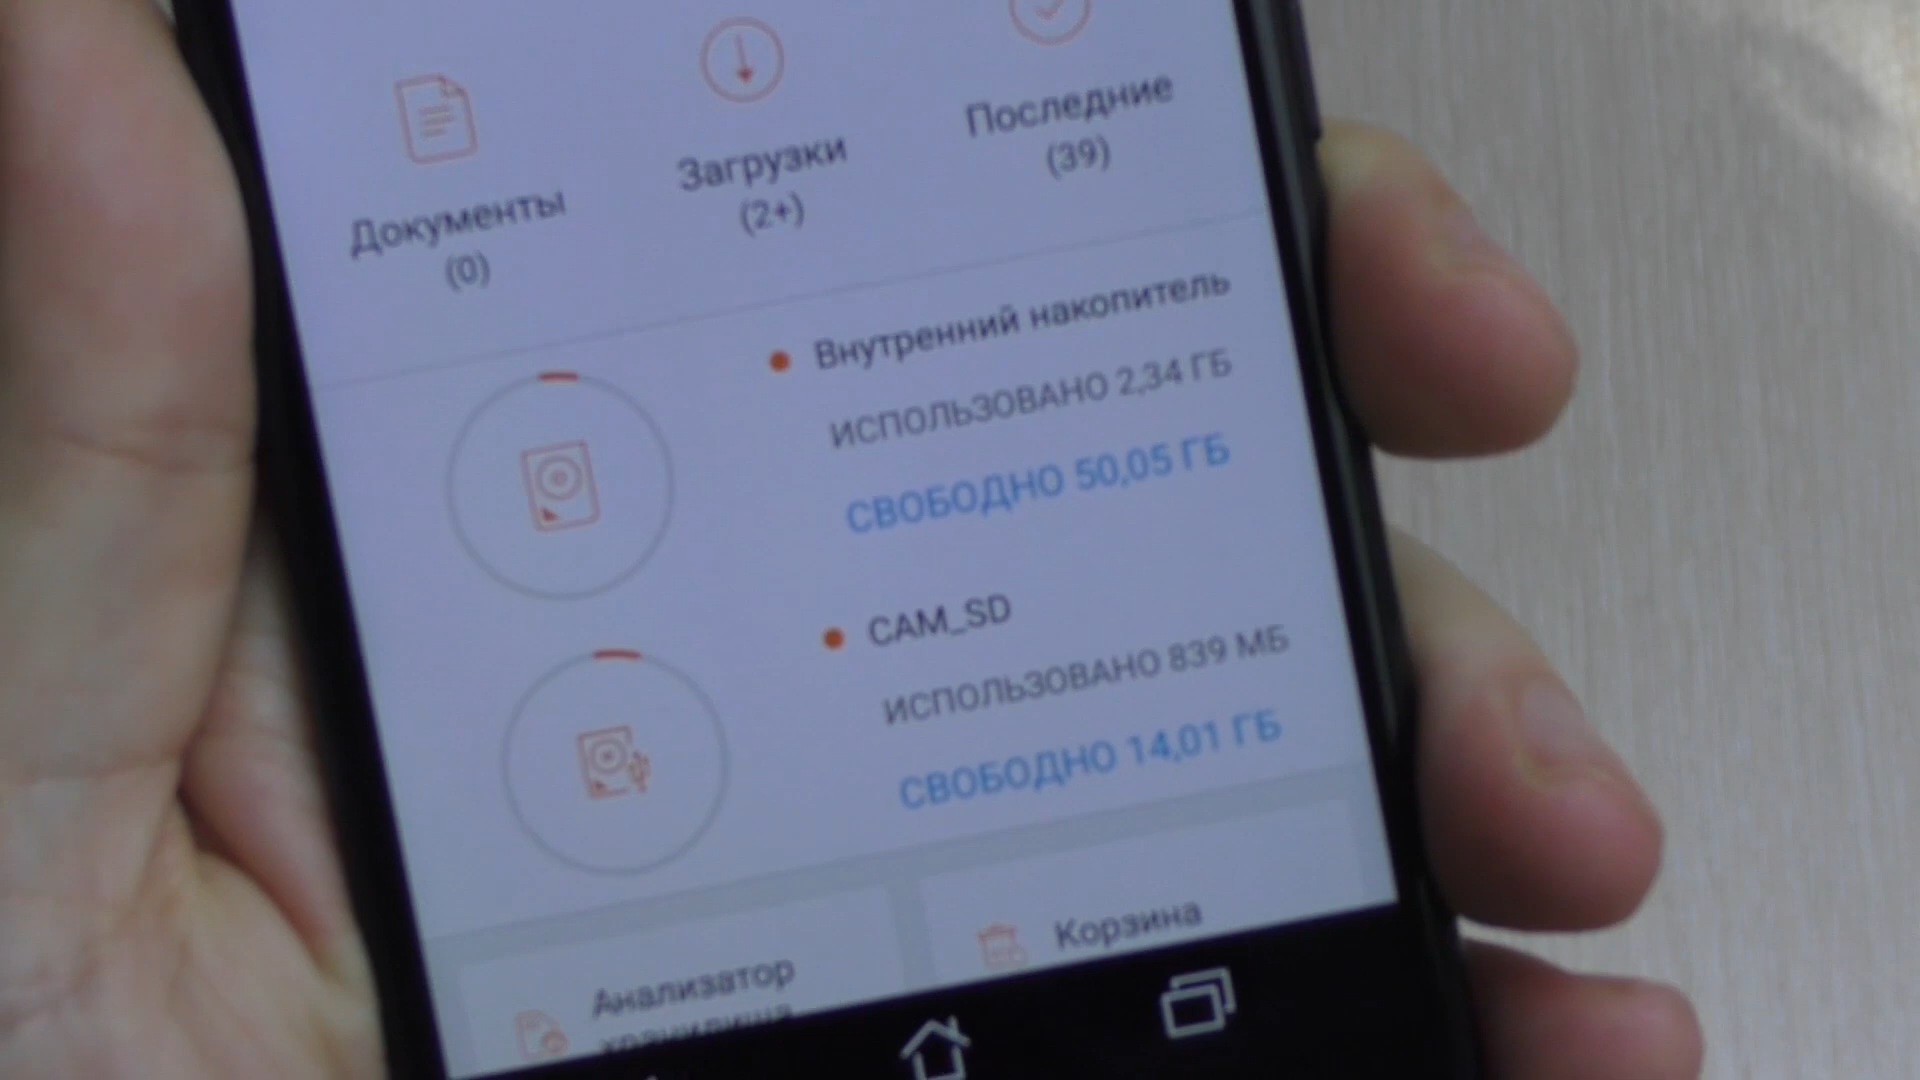 Документы
(0)
Загрузки
(2+)
Последние
(39)
Внутренний накопитель
ИСПОЛЬЗОВАНО 2,34 ГБ
СВОБОДНО 50,05 ГБ
CAM_SD
ИСПОЛЬЗОВАНО 839 МБ
СВОБОДНО 14,01 ГБ
Анализатор
хранилища
Корзина